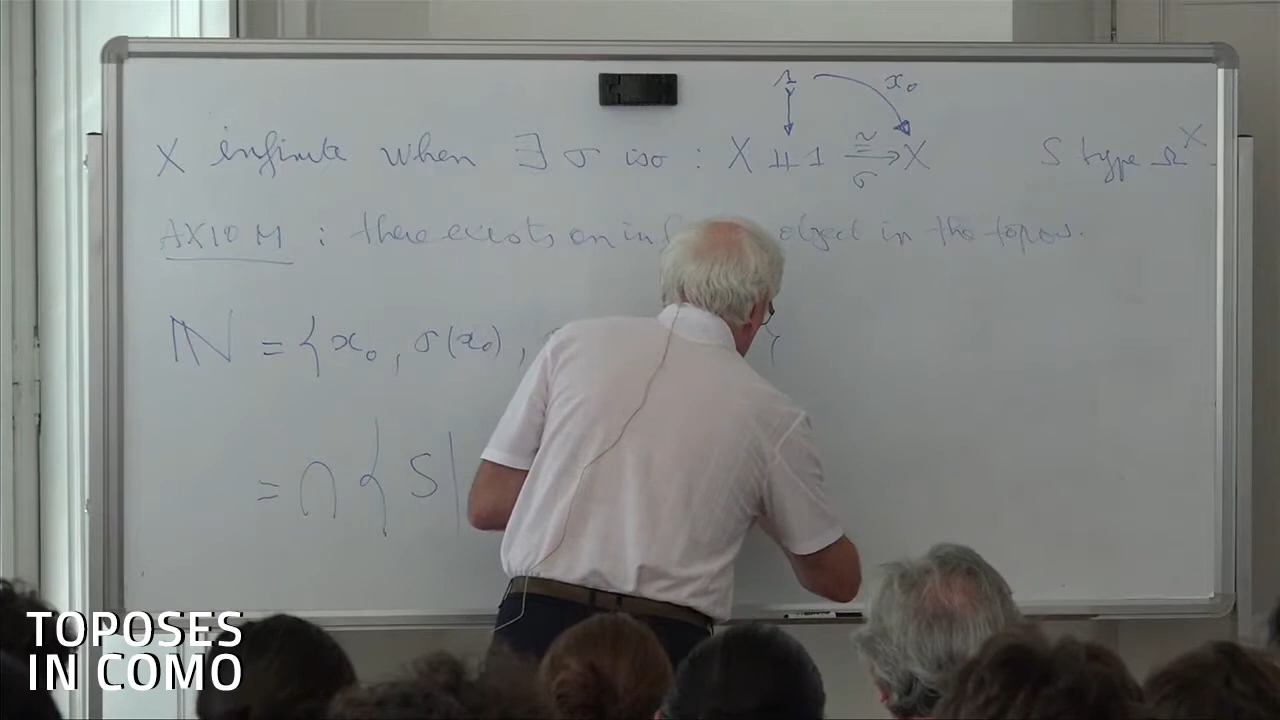 1 x₀
X infinite when ∃ σ iso : X ⨿ 1 ≅→ X S type Ω^X
σ
AXIOM : there exists an inf object in the topos.
ℕ = { x₀, σ(x₀), }
= ∩ { S |
TOPOSES
IN COMO